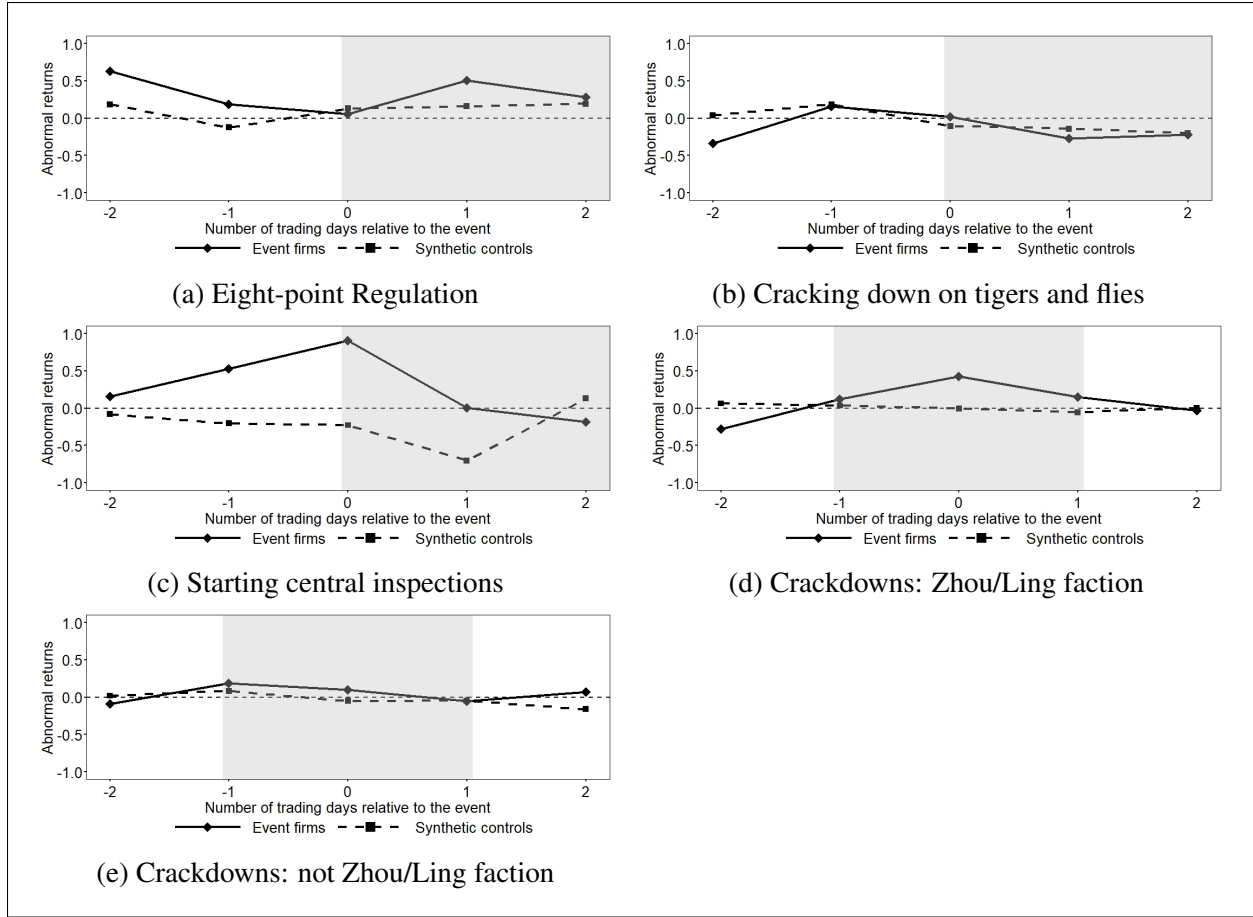 Abnormal returns
1.0
0.5
0.0
-0.5
-1.0
-2 -1 0 1 2
Number of trading days relative to the event
Event firms Synthetic controls
(a) Eight-point Regulation
Abnormal returns
1.0
0.5
0.0
-0.5
-1.0
-2 -1 0 1 2
Number of trading days relative to the event
Event firms Synthetic controls
(b) Cracking down on tigers and flies
Abnormal returns
1.0
0.5
0.0
-0.5
-1.0
-2 -1 0 1 2
Number of trading days relative to the event
Event firms Synthetic controls
(c) Starting central inspections
Abnormal returns
1.0
0.5
0.0
-0.5
-1.0
-2 -1 0 1 2
Number of trading days relative to the event
Event firms Synthetic controls
(d) Crackdowns: Zhou/Ling faction
Abnormal returns
1.0
0.5
0.0
-0.5
-1.0
-2 -1 0 1 2
Number of trading days relative to the event
Event firms Synthetic controls
(e) Crackdowns: not Zhou/Ling faction